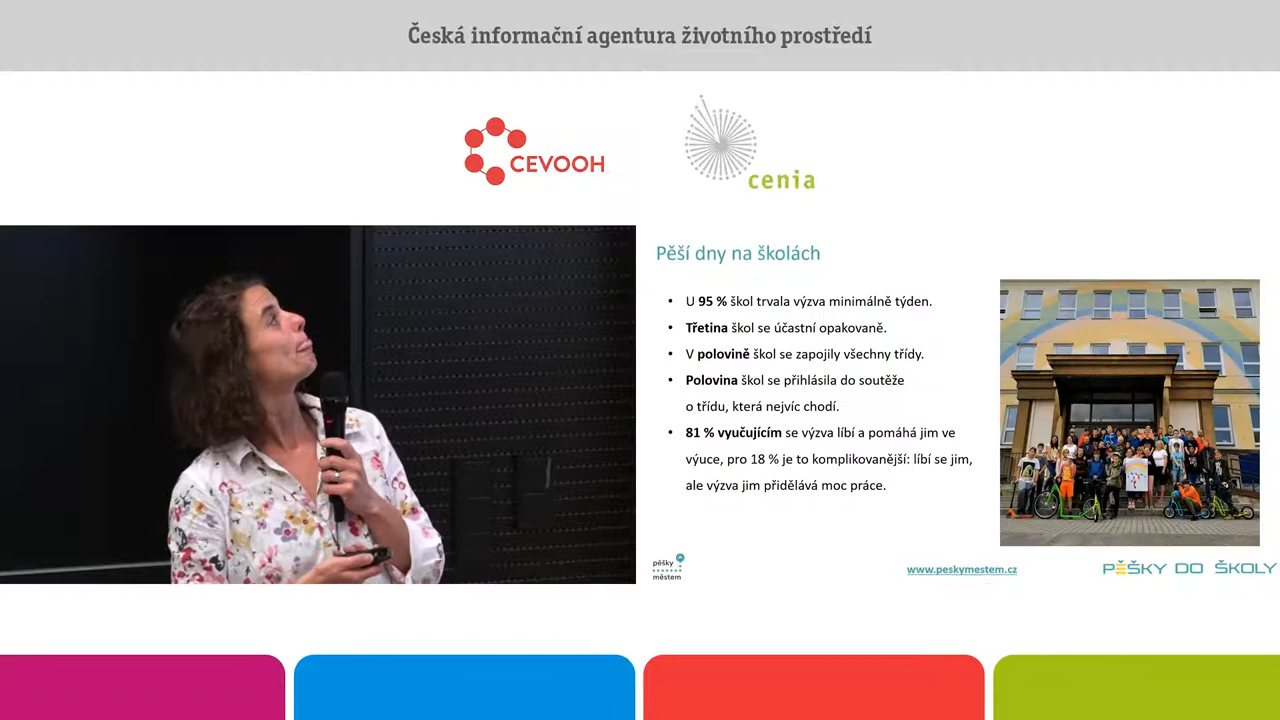 Česká informační agentura životního prostředí
CEVOOH
cenia
Pěší dny na školách
• U 95 % škol trvala výzva minimálně týden.
• Třetina škol se účastní opakovaně.
• V polovině škol se zapojily všechny třídy.
• Polovina škol se přihlásila do soutěže
o třídu, která nejvíc chodí.
• 81 % vyučujícím se výzva líbí a pomáhá jim ve
výuce, pro 18 % je to komplikovanější: líbí se jim,
ale výzva jim přidělává moc práce.
pěšky
městem
www.peskymestem.cz
PĚŠKY DO ŠKOLY